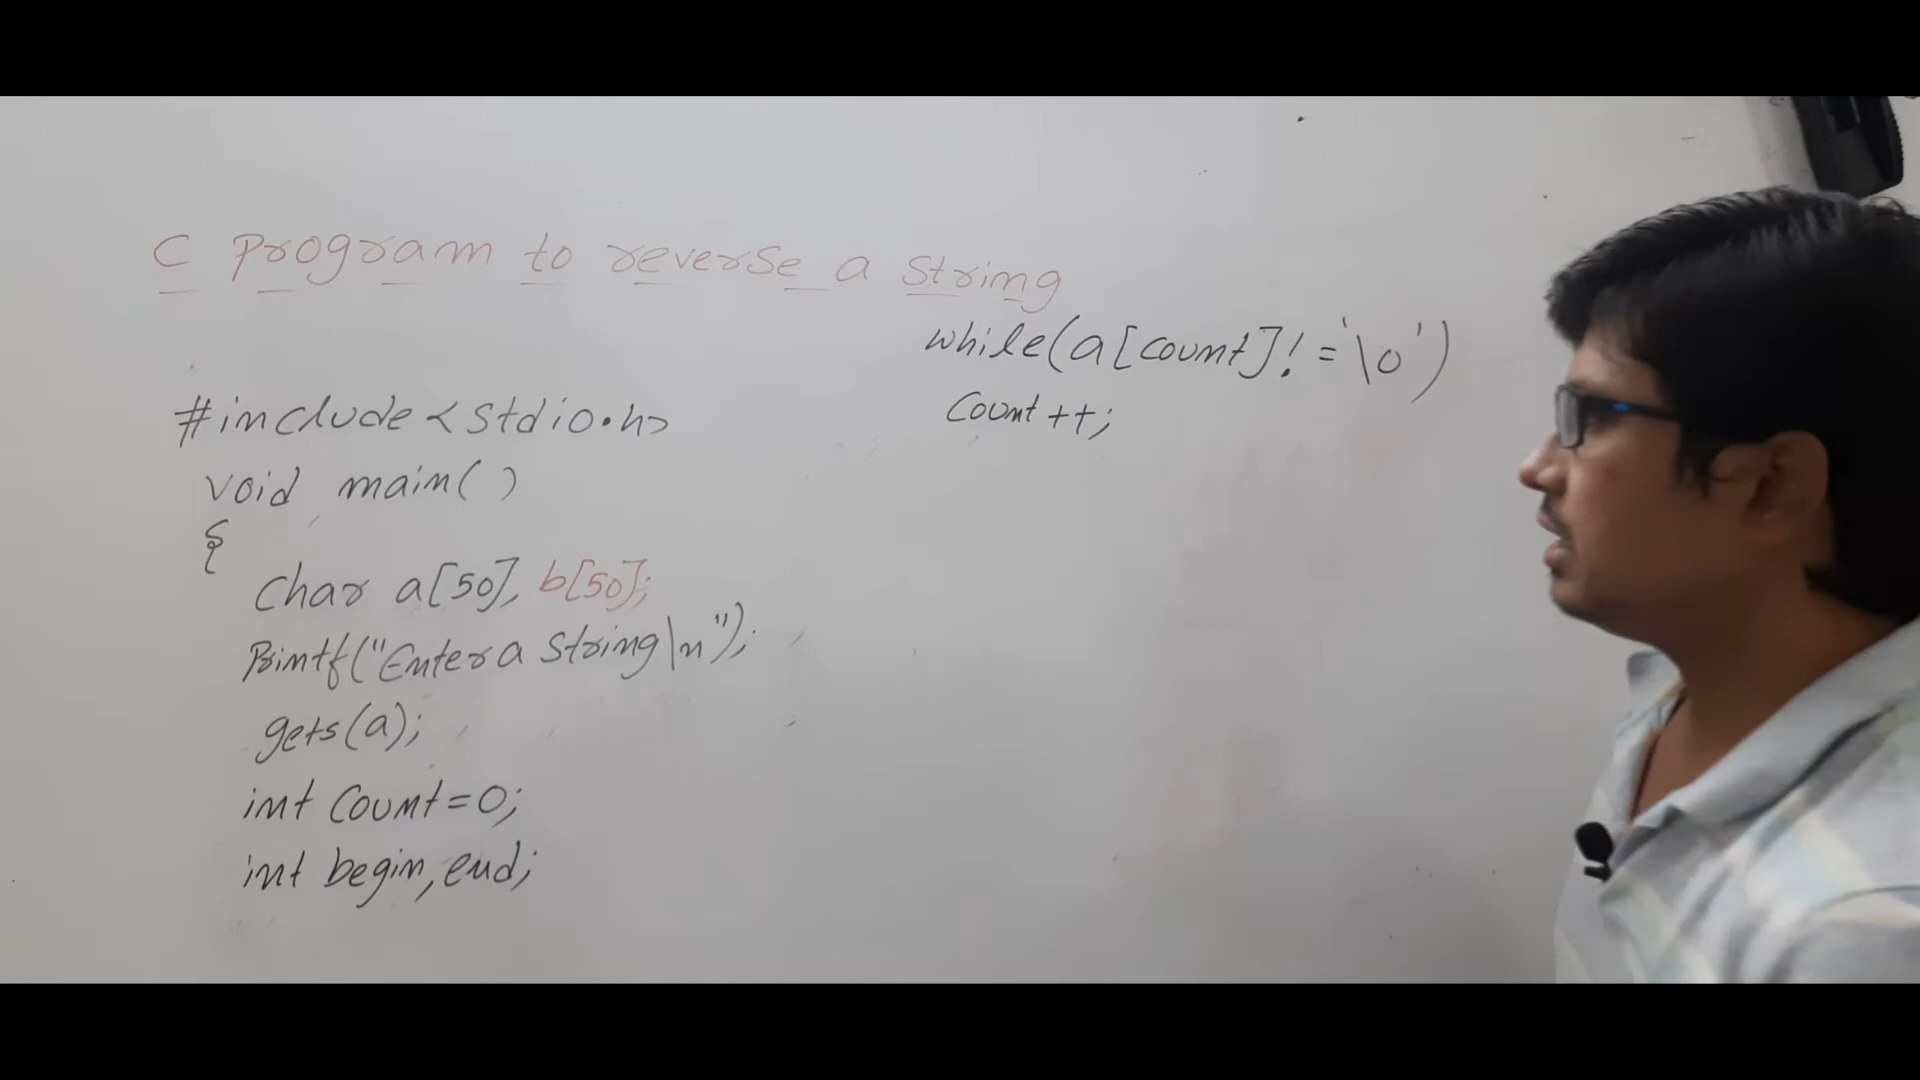 C Program to reverse a string
#include<stdio.h>
void main()
{
char a[50], b[50];
Printf("Enter a string\n");
gets(a);
int Count=0;
int begin, end;
while(a[count]!='\0')
Count++;